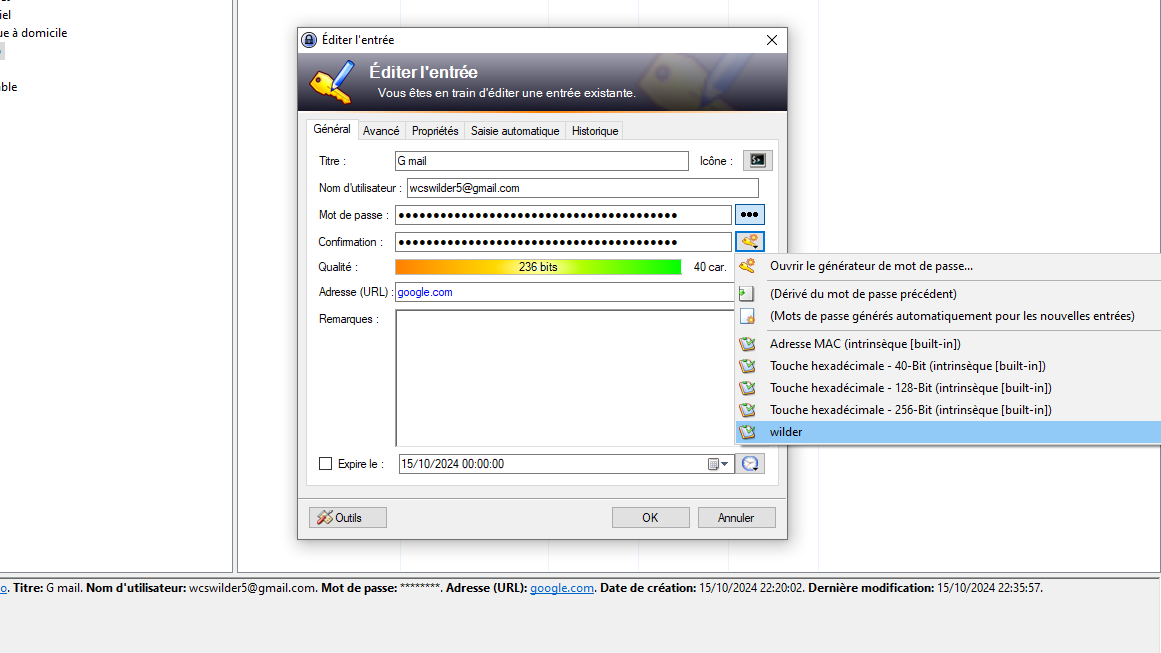 iel
ue à domicile
ble
Éditer l'entrée
Éditer l'entrée
Vous êtes en train d'éditer une entrée existante.
Général Avancé Propriétés Saisie automatique Historique
Titre : G mail Icône :
Nom d'utilisateur : wcswilder5@gmail.com
Mot de passe : ●●●●●●●●●●●●●●●●●●●●●●●●●●●●●●●●●●●●●●●● ●●●
Confirmation : ●●●●●●●●●●●●●●●●●●●●●●●●●●●●●●●●●●●●●●●●
Qualité : 236 bits 40 car.
Adresse (URL) : google.com
Remarques :
Ouvrir le générateur de mot de passe...
(Dérivé du mot de passe précédent)
(Mots de passe générés automatiquement pour les nouvelles entrées)
Adresse MAC (intrinsèque [built-in])
Touche hexadécimale - 40-Bit (intrinsèque [built-in])
Touche hexadécimale - 128-Bit (intrinsèque [built-in])
Touche hexadécimale - 256-Bit (intrinsèque [built-in])
wilder
Expire le : 15/10/2024 00:00:00
Outils OK Annuler
o. Titre: G mail. Nom d'utilisateur: wcswilder5@gmail.com. Mot de passe: ********. Adresse (URL): google.com. Date de création: 15/10/2024 22:20:02. Dernière modification: 15/10/2024 22:35:57.